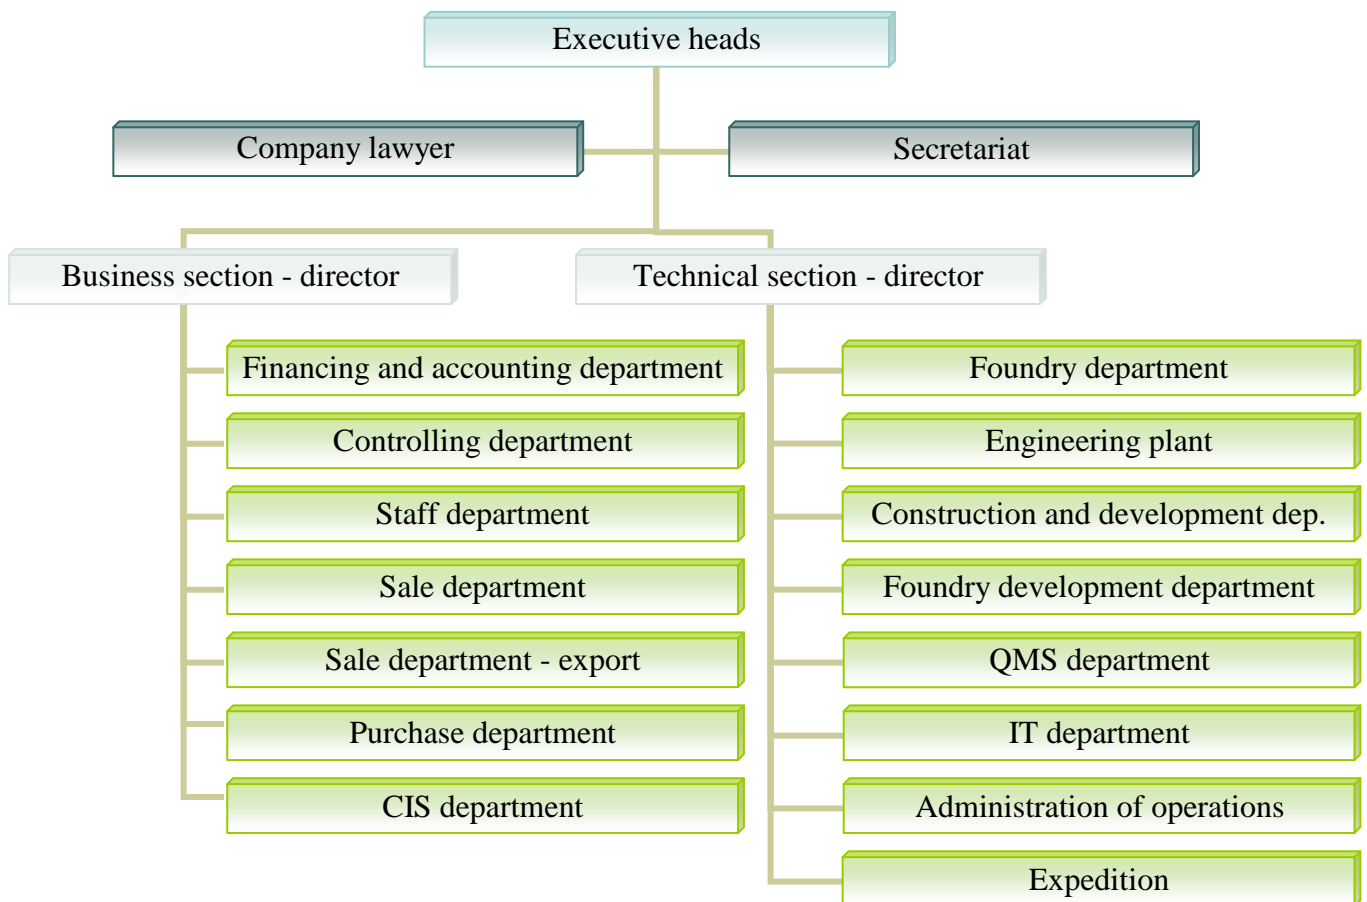 Executive heads
Company lawyer
Secretariat
Business section - director
Technical section - director
Financing and accounting department
Controlling department
Staff department
Sale department
Sale department - export
Purchase department
CIS department
Foundry department
Engineering plant
Construction and development dep.
Foundry development department
QMS department
IT department
Administration of operations
Expedition